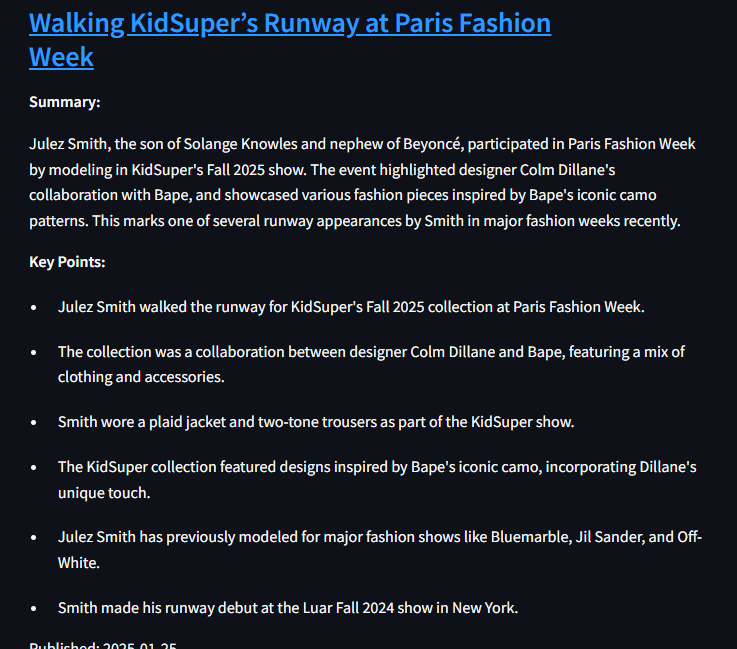 Walking KidSuper’s Runway at Paris Fashion
Week
Summary:
Julez Smith, the son of Solange Knowles and nephew of Beyoncé, participated in Paris Fashion Week
by modeling in KidSuper's Fall 2025 show. The event highlighted designer Colm Dillane's
collaboration with Bape, and showcased various fashion pieces inspired by Bape's iconic camo
patterns. This marks one of several runway appearances by Smith in major fashion weeks recently.
Key Points:
• Julez Smith walked the runway for KidSuper's Fall 2025 collection at Paris Fashion Week.
• The collection was a collaboration between designer Colm Dillane and Bape, featuring a mix of
clothing and accessories.
• Smith wore a plaid jacket and two-tone trousers as part of the KidSuper show.
• The KidSuper collection featured designs inspired by Bape's iconic camo, incorporating Dillane's
unique touch.
• Julez Smith has previously modeled for major fashion shows like Bluemarble, Jil Sander, and Off-
White.
• Smith made his runway debut at the Luar Fall 2024 show in New York.
Published: 2025-01-25